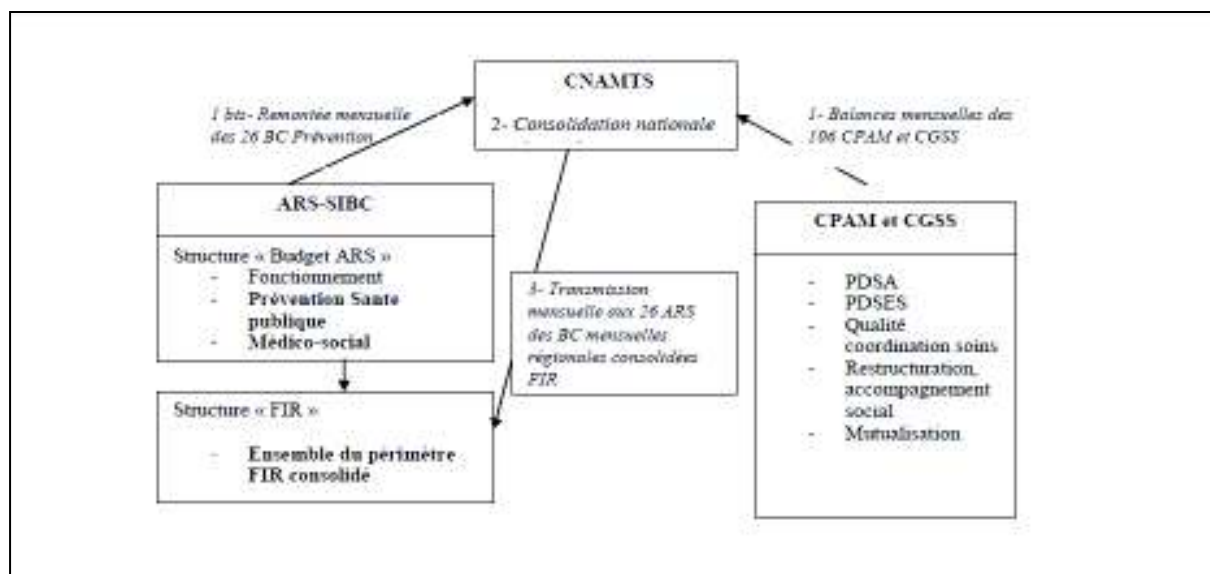 CNAMTS
2- Consolidation nationale
1 bis- Remontée mensuelle
des 26 BC Prévention
1- Balances mensuelles des
106 CPAM et CGSS
ARS-SIBC
Structure « Budget ARS »
- Fonctionnement
- Prévention Sante
publique
- Médico-social
Structure « FIR »
- Ensemble du périmètre
FIR consolidé
3- Transmission
mensuelle aux 26 ARS
des BC mensuelles
régionales consolidées
FIR
CPAM et CGSS
- PDSA
- PDSES
- Qualité
coordination soins
- Restructuration,
accompagnement
social
- Mutualisation